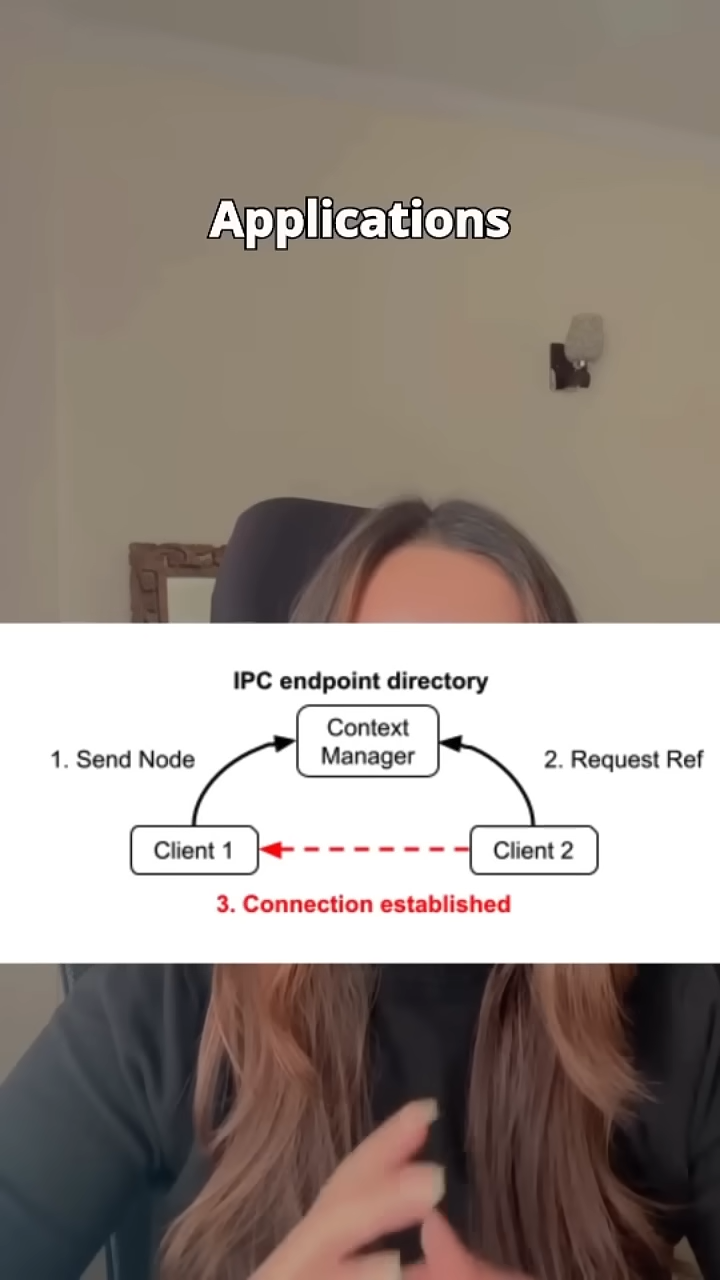 Applications
IPC endpoint directory
Context
Manager
1. Send Node
2. Request Ref
Client 1
Client 2
3. Connection established